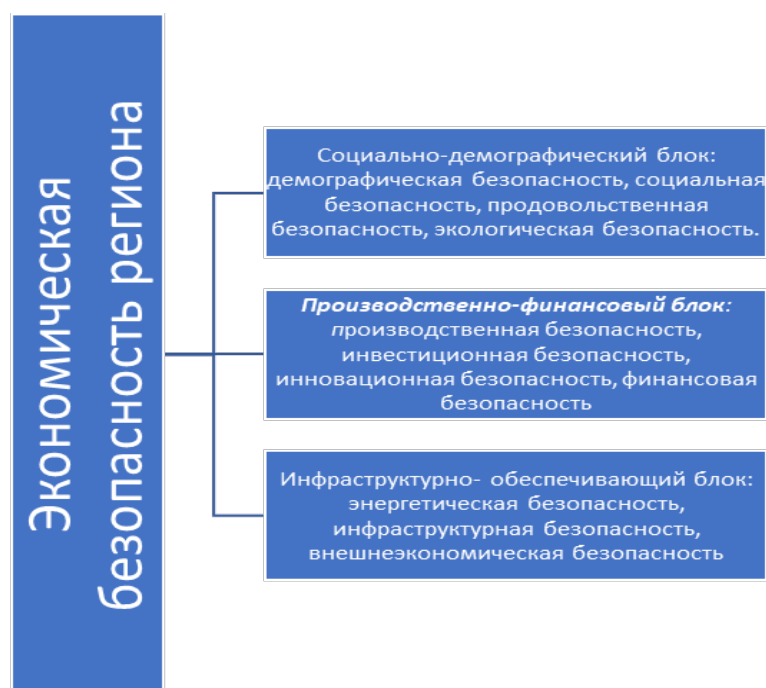 Экономическая
безопасность региона
Социально-демографический блок:
демографическая безопасность, социальная
безопасность, продовольственная
безопасность, экологическая безопасность.
Производственно-финансовый блок:
производственная безопасность,
инвестиционная безопасность,
инновационная безопасность, финансовая
безопасность
Инфраструктурно- обеспечивающий блок:
энергетическая безопасность,
инфраструктурная безопасность,
внешнеэкономическая безопасность